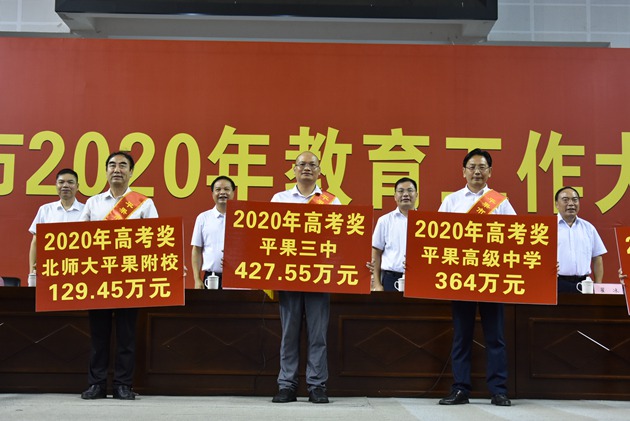 市2020年教育工作大
2020年高考奖
北师大平果附校
129.45万元
2020年高考奖
平果三中
427.55万元
2020年高考奖
平果高级中学
364万元